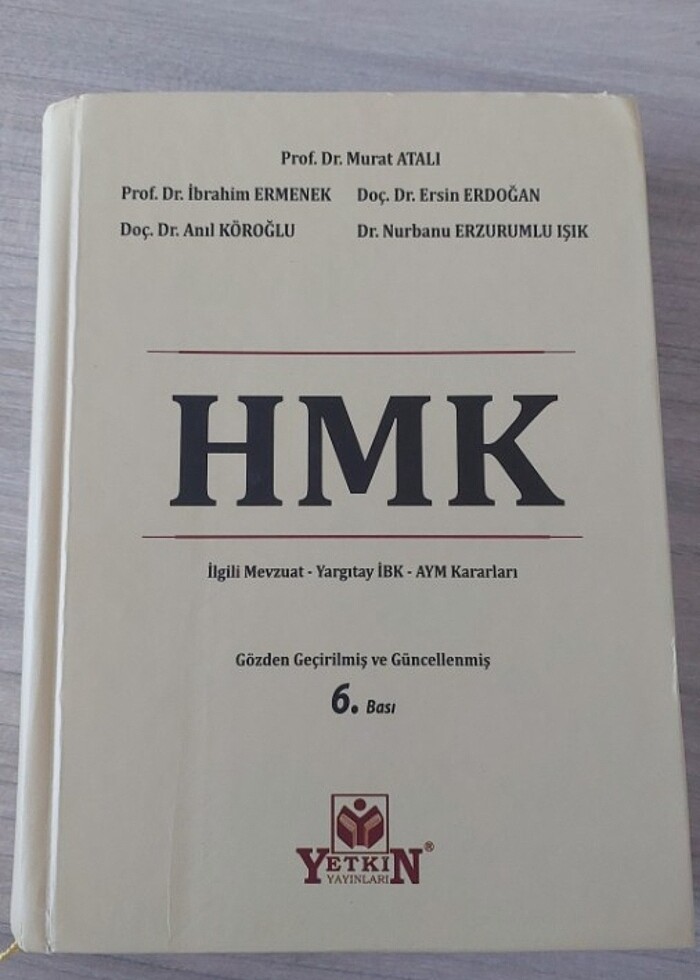 Prof. Dr. Murat ATALI
Prof. Dr. İbrahim ERMENEK Doç. Dr. Ersin ERDOĞAN
Doç. Dr. Anıl KÖROĞLU Dr. Nurbanu ERZURUMLU IŞIK
HMK
İlgili Mevzuat - Yargıtay İBK - AYM Kararları
Gözden Geçirilmiş ve Güncellenmiş
6. Bası
YETKİN®
YAYINLARI